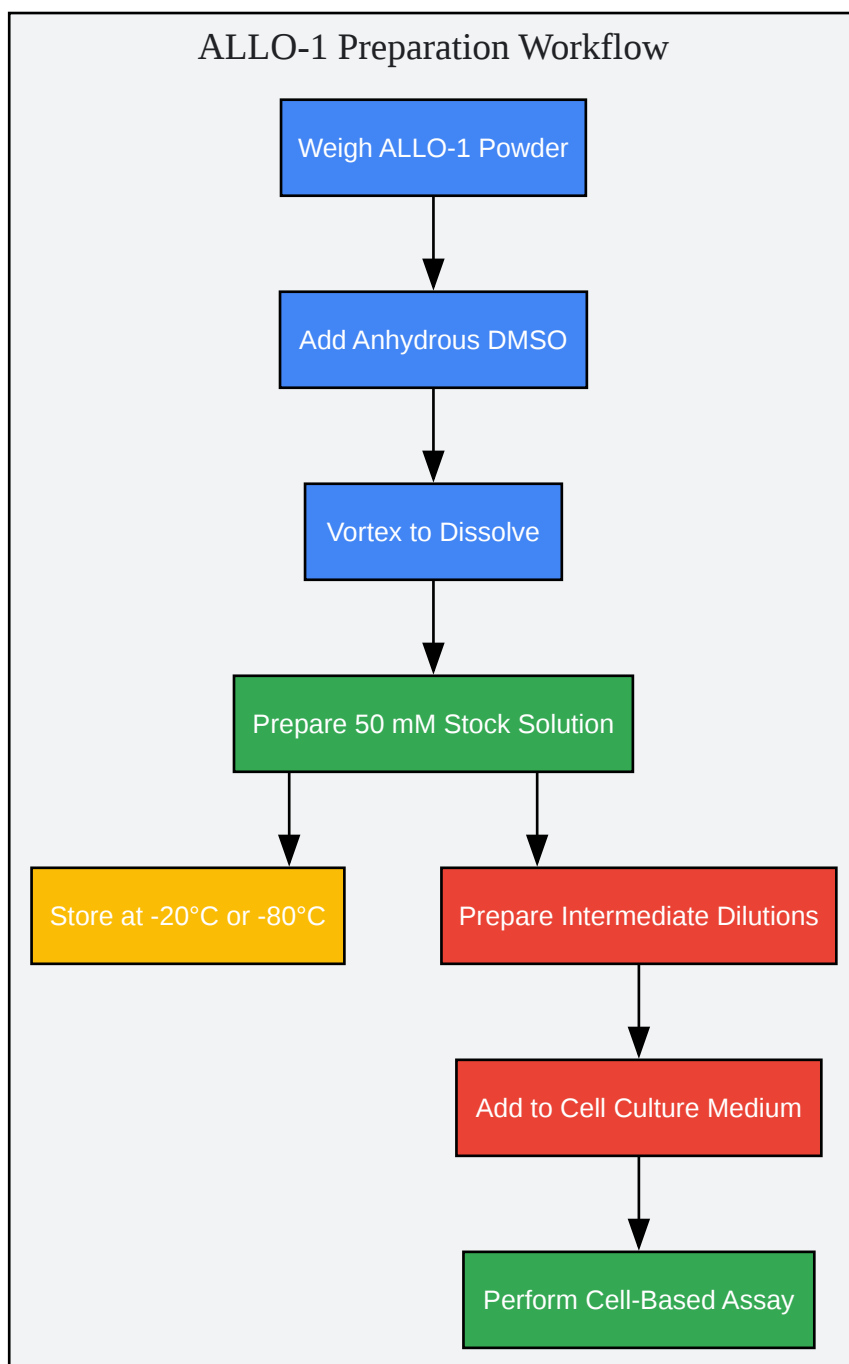 ALLO-1 Preparation Workflow
Weigh ALLO-1 Powder
Add Anhydrous DMSO
Vortex to Dissolve
Prepare 50 mM Stock Solution
Store at -20°C or -80°C
Prepare Intermediate Dilutions
Add to Cell Culture Medium
Perform Cell-Based Assay